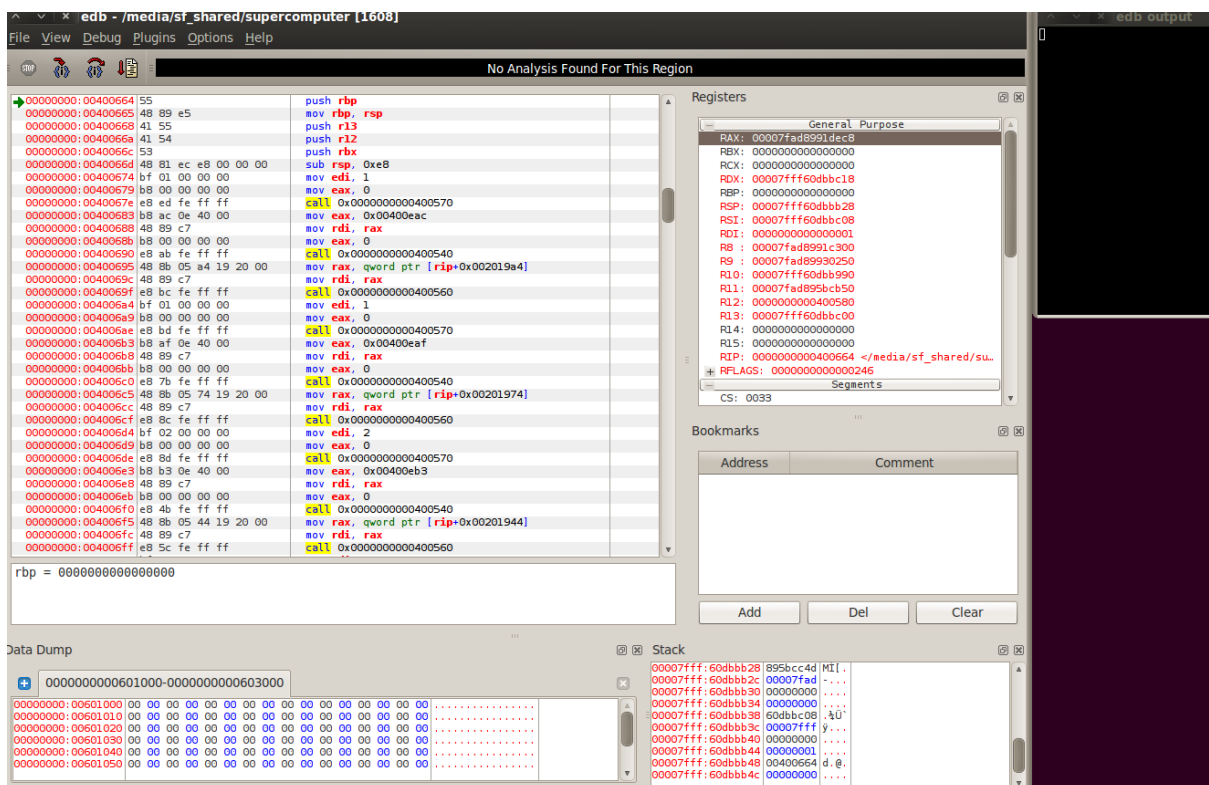 edb - /media/sf_shared/supercomputer [1608]
edb output
File View Debug Plugins Options Help
STOP
No Analysis Found For This Region
00000000:00400664 55 push rbp
00000000:00400665 48 89 e5 mov rbp, rsp
00000000:00400668 41 55 push r13
00000000:0040066a 41 54 push r12
00000000:0040066c 53 push rbx
00000000:0040066d 48 81 ec e8 00 00 00 sub rsp, 0xe8
00000000:00400674 bf 01 00 00 00 mov edi, 1
00000000:00400679 b8 00 00 00 00 mov eax, 0
00000000:0040067e e8 ed fe ff ff call 0x0000000000400570
00000000:00400683 b8 ac 0e 40 00 mov eax, 0x00400eac
00000000:00400688 48 89 c7 mov rdi, rax
00000000:0040068b b8 00 00 00 00 mov eax, 0
00000000:00400690 e8 ab fe ff ff call 0x0000000000400540
00000000:00400695 48 8b 05 a4 19 20 00 mov rax, qword ptr [rip+0x002019a4]
00000000:0040069c 48 89 c7 mov rdi, rax
00000000:0040069f e8 bc fe ff ff call 0x0000000000400560
00000000:004006a4 bf 01 00 00 00 mov edi, 1
00000000:004006a9 b8 00 00 00 00 mov eax, 0
00000000:004006ae e8 bd fe ff ff call 0x0000000000400570
00000000:004006b3 b8 af 0e 40 00 mov eax, 0x00400eaf
00000000:004006b8 48 89 c7 mov rdi, rax
00000000:004006bb b8 00 00 00 00 mov eax, 0
00000000:004006c0 e8 7b fe ff ff call 0x0000000000400540
00000000:004006c5 48 8b 05 74 19 20 00 mov rax, qword ptr [rip+0x00201974]
00000000:004006cc 48 89 c7 mov rdi, rax
00000000:004006cf e8 8c fe ff ff call 0x0000000000400560
00000000:004006d4 bf 02 00 00 00 mov edi, 2
00000000:004006d9 b8 00 00 00 00 mov eax, 0
00000000:004006de e8 8d fe ff ff call 0x0000000000400570
00000000:004006e3 b8 b3 0e 40 00 mov eax, 0x00400eb3
00000000:004006e8 48 89 c7 mov rdi, rax
00000000:004006eb b8 00 00 00 00 mov eax, 0
00000000:004006f0 e8 4b fe ff ff call 0x0000000000400540
00000000:004006f5 48 8b 05 44 19 20 00 mov rax, qword ptr [rip+0x00201944]
00000000:004006fc 48 89 c7 mov rdi, rax
00000000:004006ff e8 5c fe ff ff call 0x0000000000400560
rbp = 0000000000000000
Registers
General Purpose
RAX: 00007fad8991dec8
RBX: 0000000000000000
RCX: 0000000000000000
RDX: 00007fff60dbbc18
RBP: 0000000000000000
RSP: 00007fff60dbbb28
RSI: 00007fff60dbbc08
RDI: 0000000000000001
R8 : 00007fad8991c300
R9 : 00007fad89930250
R10: 00007fff60dbb990
R11: 00007fad895bcb50
R12: 0000000000400580
R13: 00007fff60dbbc00
R14: 0000000000000000
R15: 0000000000000000
RIP: 0000000000400664 </media/sf_shared/su...
RFLAGS: 0000000000000246
Segments
CS: 0033
Bookmarks
Address Comment
Add Del Clear
Data Dump
0000000000601000-0000000000603000
00000000:00601000 00 00 00 00 00 00 00 00 00 00 00 00 00 00 00 00 ................
00000000:00601010 00 00 00 00 00 00 00 00 00 00 00 00 00 00 00 00 ................
00000000:00601020 00 00 00 00 00 00 00 00 00 00 00 00 00 00 00 00 ................
00000000:00601030 00 00 00 00 00 00 00 00 00 00 00 00 00 00 00 00 ................
00000000:00601040 00 00 00 00 00 00 00 00 00 00 00 00 00 00 00 00 ................
00000000:00601050 00 00 00 00 00 00 00 00 00 00 00 00 00 00 00 00 ................
Stack
00007fff:60dbbb28 895bcc4d MÌ[.
00007fff:60dbbb2c 00007fad -...
00007fff:60dbbb30 00000000 ....
00007fff:60dbbb34 00000000 ....
00007fff:60dbbb38 60dbbc08 .¼Û`
00007fff:60dbbb3c 00007fff ÿ...
00007fff:60dbbb40 00000000 ....
00007fff:60dbbb44 00000001 ....
00007fff:60dbbb48 00400664 d.@.
00007fff:60dbbb4c 00000000 ....